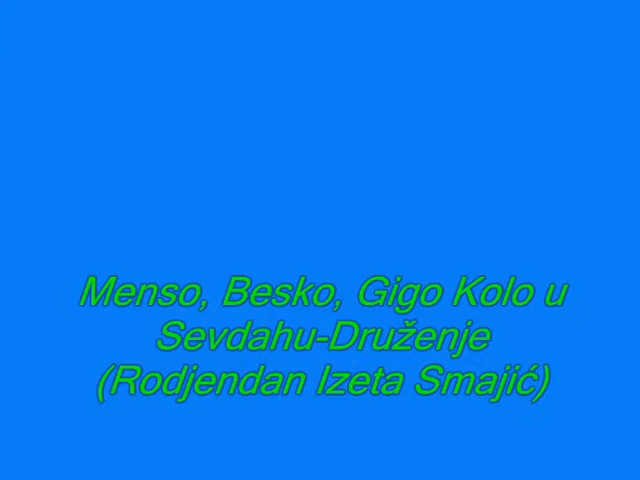 Menso, Besko, Gigo Kolo u
Sevdahu-Druženje
(Rodjendan Izeta Smajić)